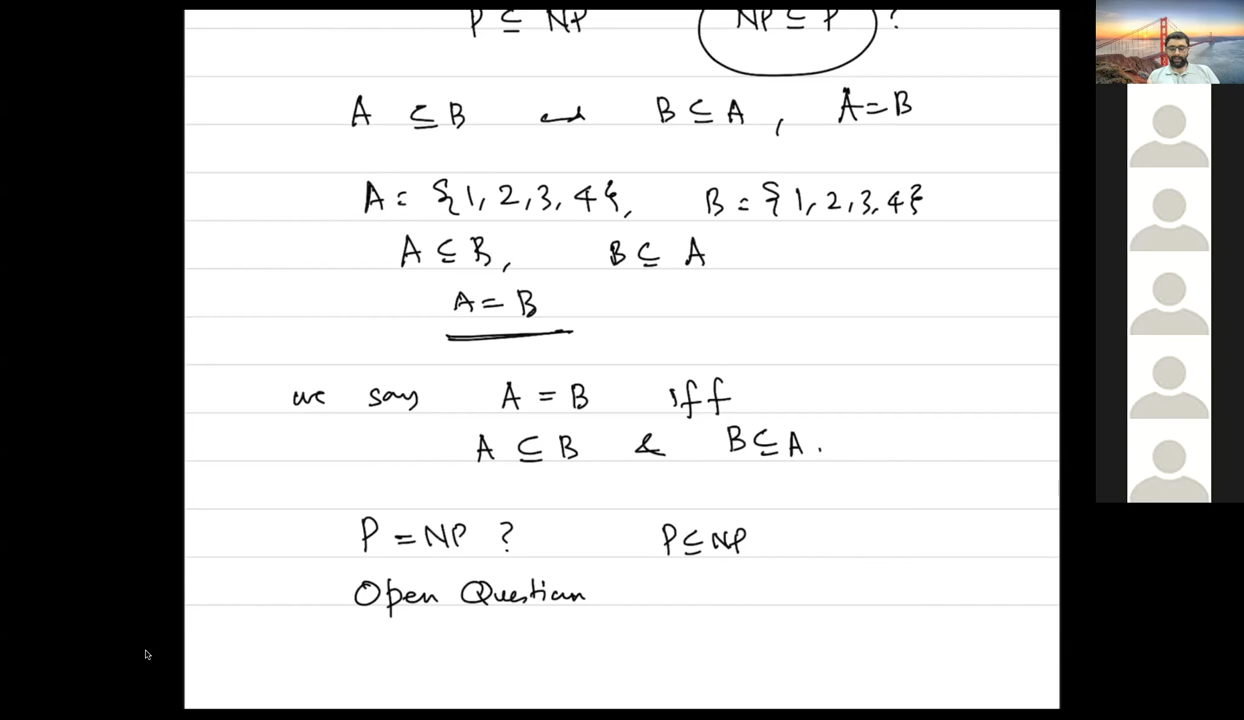 P ⊆ NP NP ⊆ P ?
A ⊆ B and B ⊆ A , A = B
A = {1, 2, 3, 4}, B = {1, 2, 3, 4}
A ⊆ B, B ⊆ A
A = B
we say A = B iff
A ⊆ B & B ⊆ A .
P = NP ? P ⊆ NP
Open Question